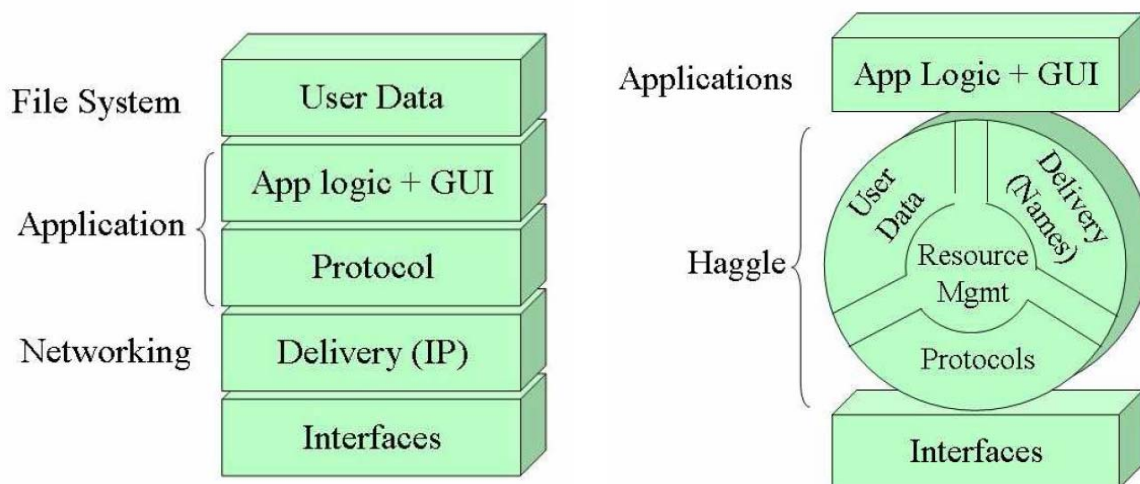 File System
User Data
Application
App logic + GUI
Protocol
Networking
Delivery (IP)
Interfaces
Applications
App Logic + GUI
Haggle
User
Data
Delivery
(Names)
Resource
Mgmt
Protocols
Interfaces